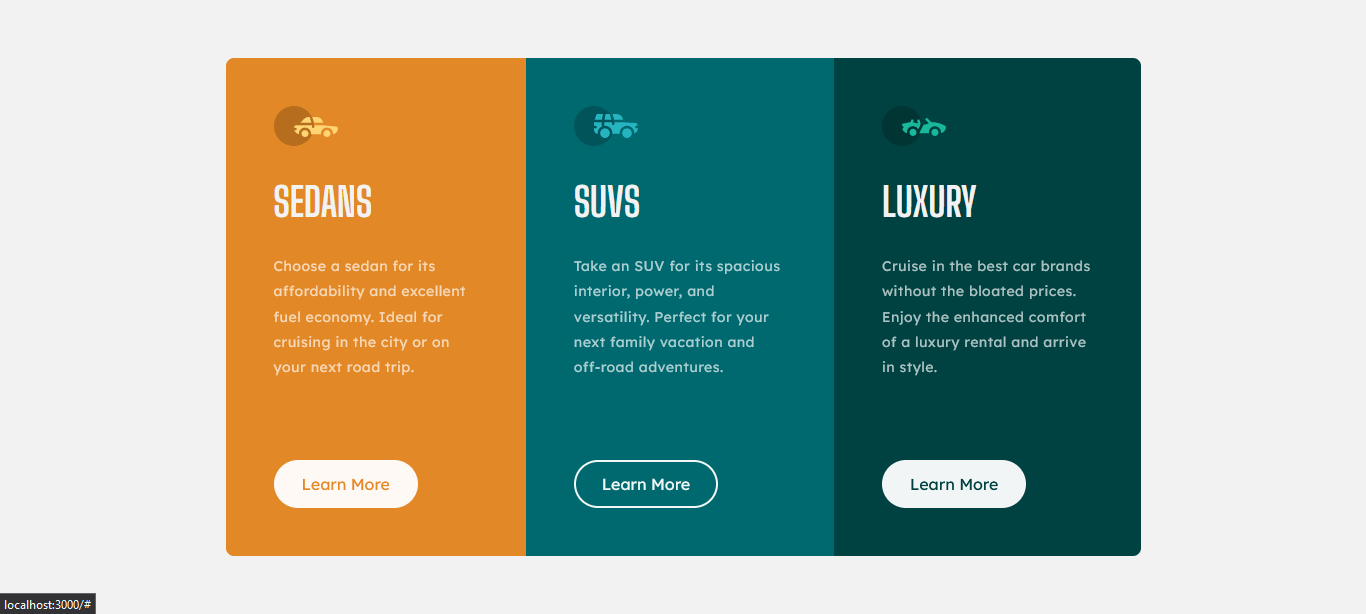 SEDANS
Choose a sedan for its
affordability and excellent
fuel economy. Ideal for
cruising in the city or on
your next road trip.
Learn More
SUVS
Take an SUV for its spacious
interior, power, and
versatility. Perfect for your
next family vacation and
off-road adventures.
Learn More
LUXURY
Cruise in the best car brands
without the bloated prices.
Enjoy the enhanced comfort
of a luxury rental and arrive
in style.
Learn More
localhost:3000/#